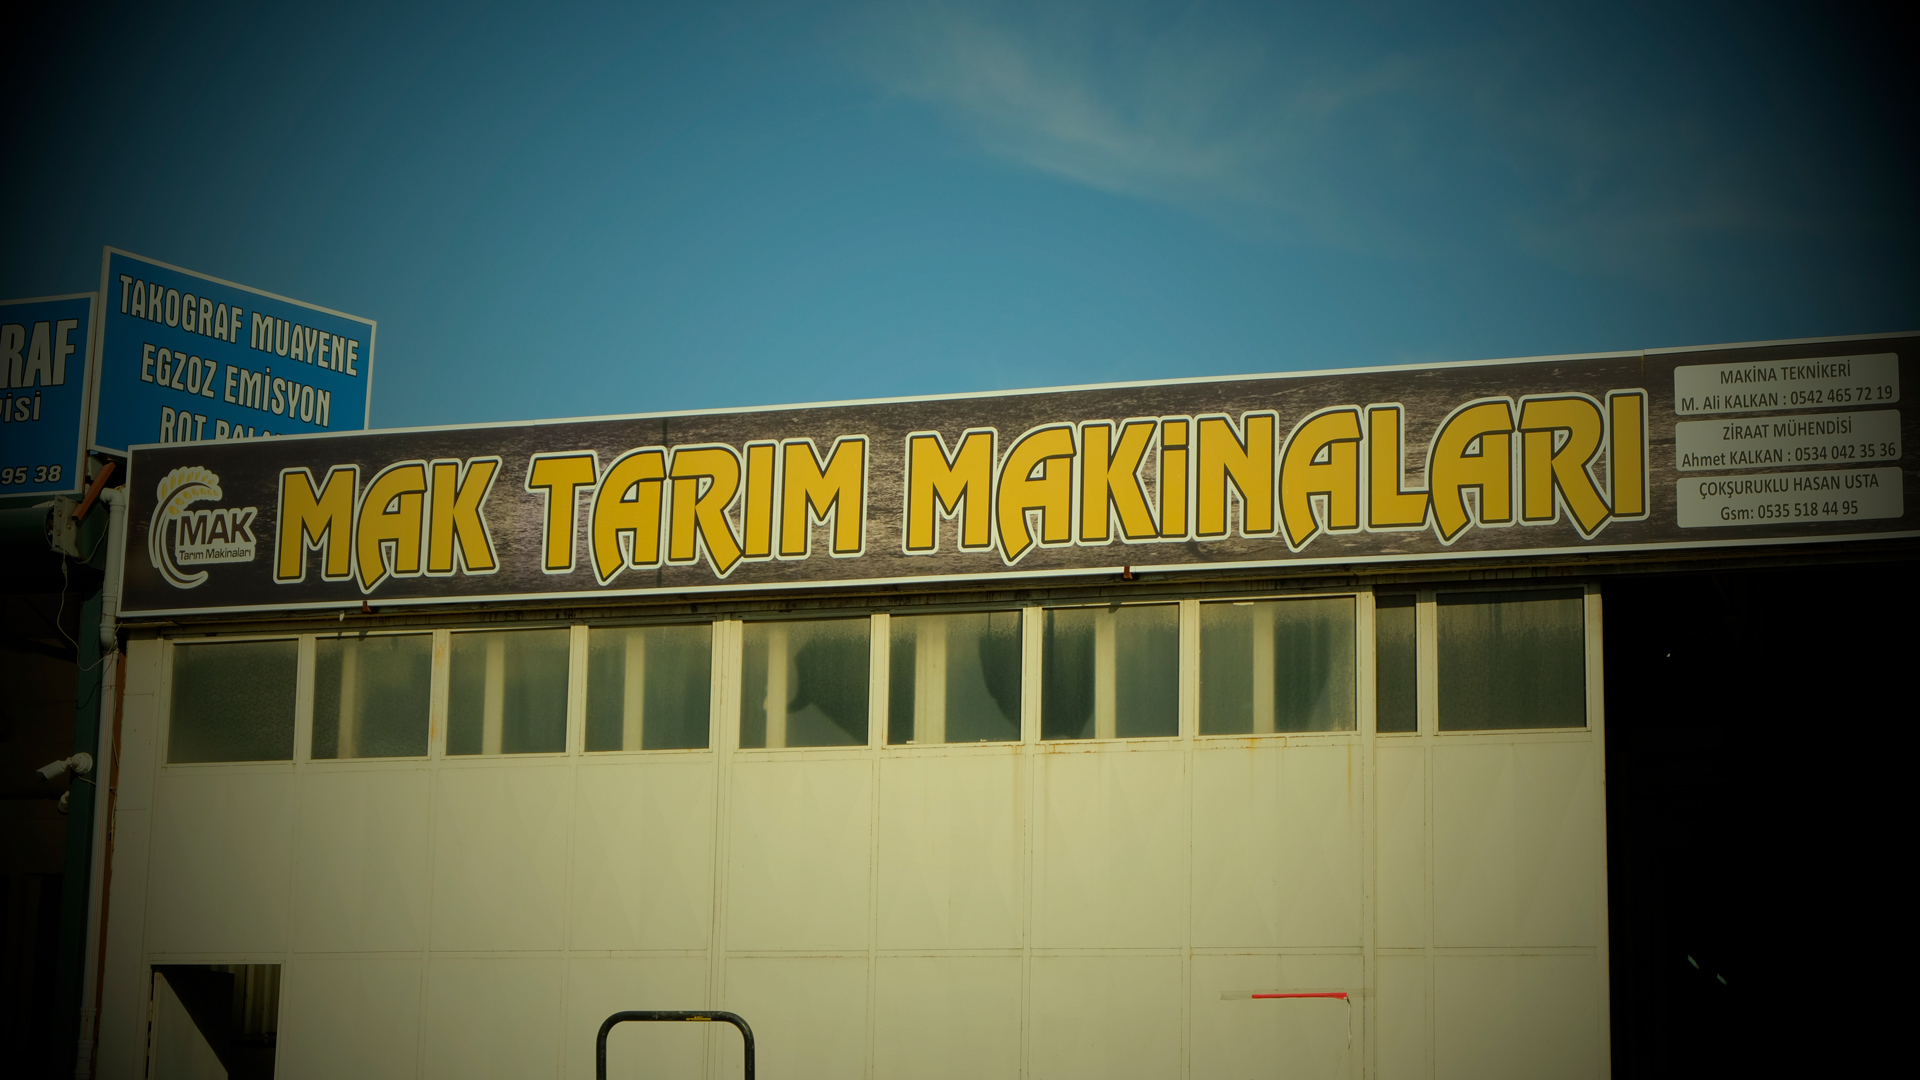 RAF
isi
95 38
TAKOGRAF MUAYENE
EGZOZ EMİSYON
ROT
MAK
Tarım Makinaları
MAK TARIM MAKİNALARI
MAKİNA TEKNİKERİ
M. Ali KALKAN : 0542 465 72 19
ZİRAAT MÜHENDİSİ
Ahmet KALKAN : 0534 042 35 36
ÇOKŞURUKLU HASAN USTA
Gsm: 0535 518 44 95